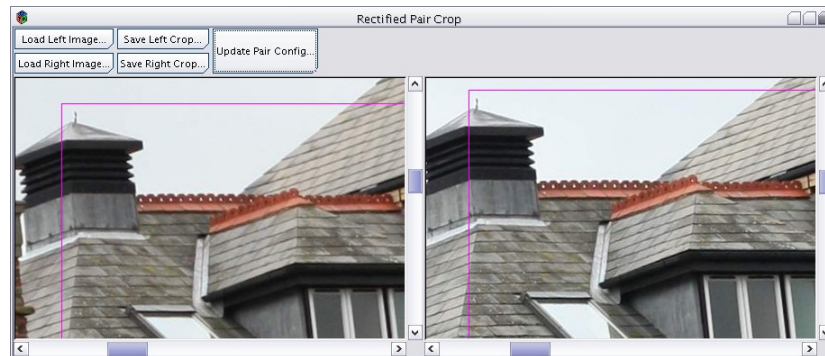 Rectified Pair Crop
Load Left Image...
Save Left Crop...
Update Pair Config...
Load Right Image...
Save Right Crop...